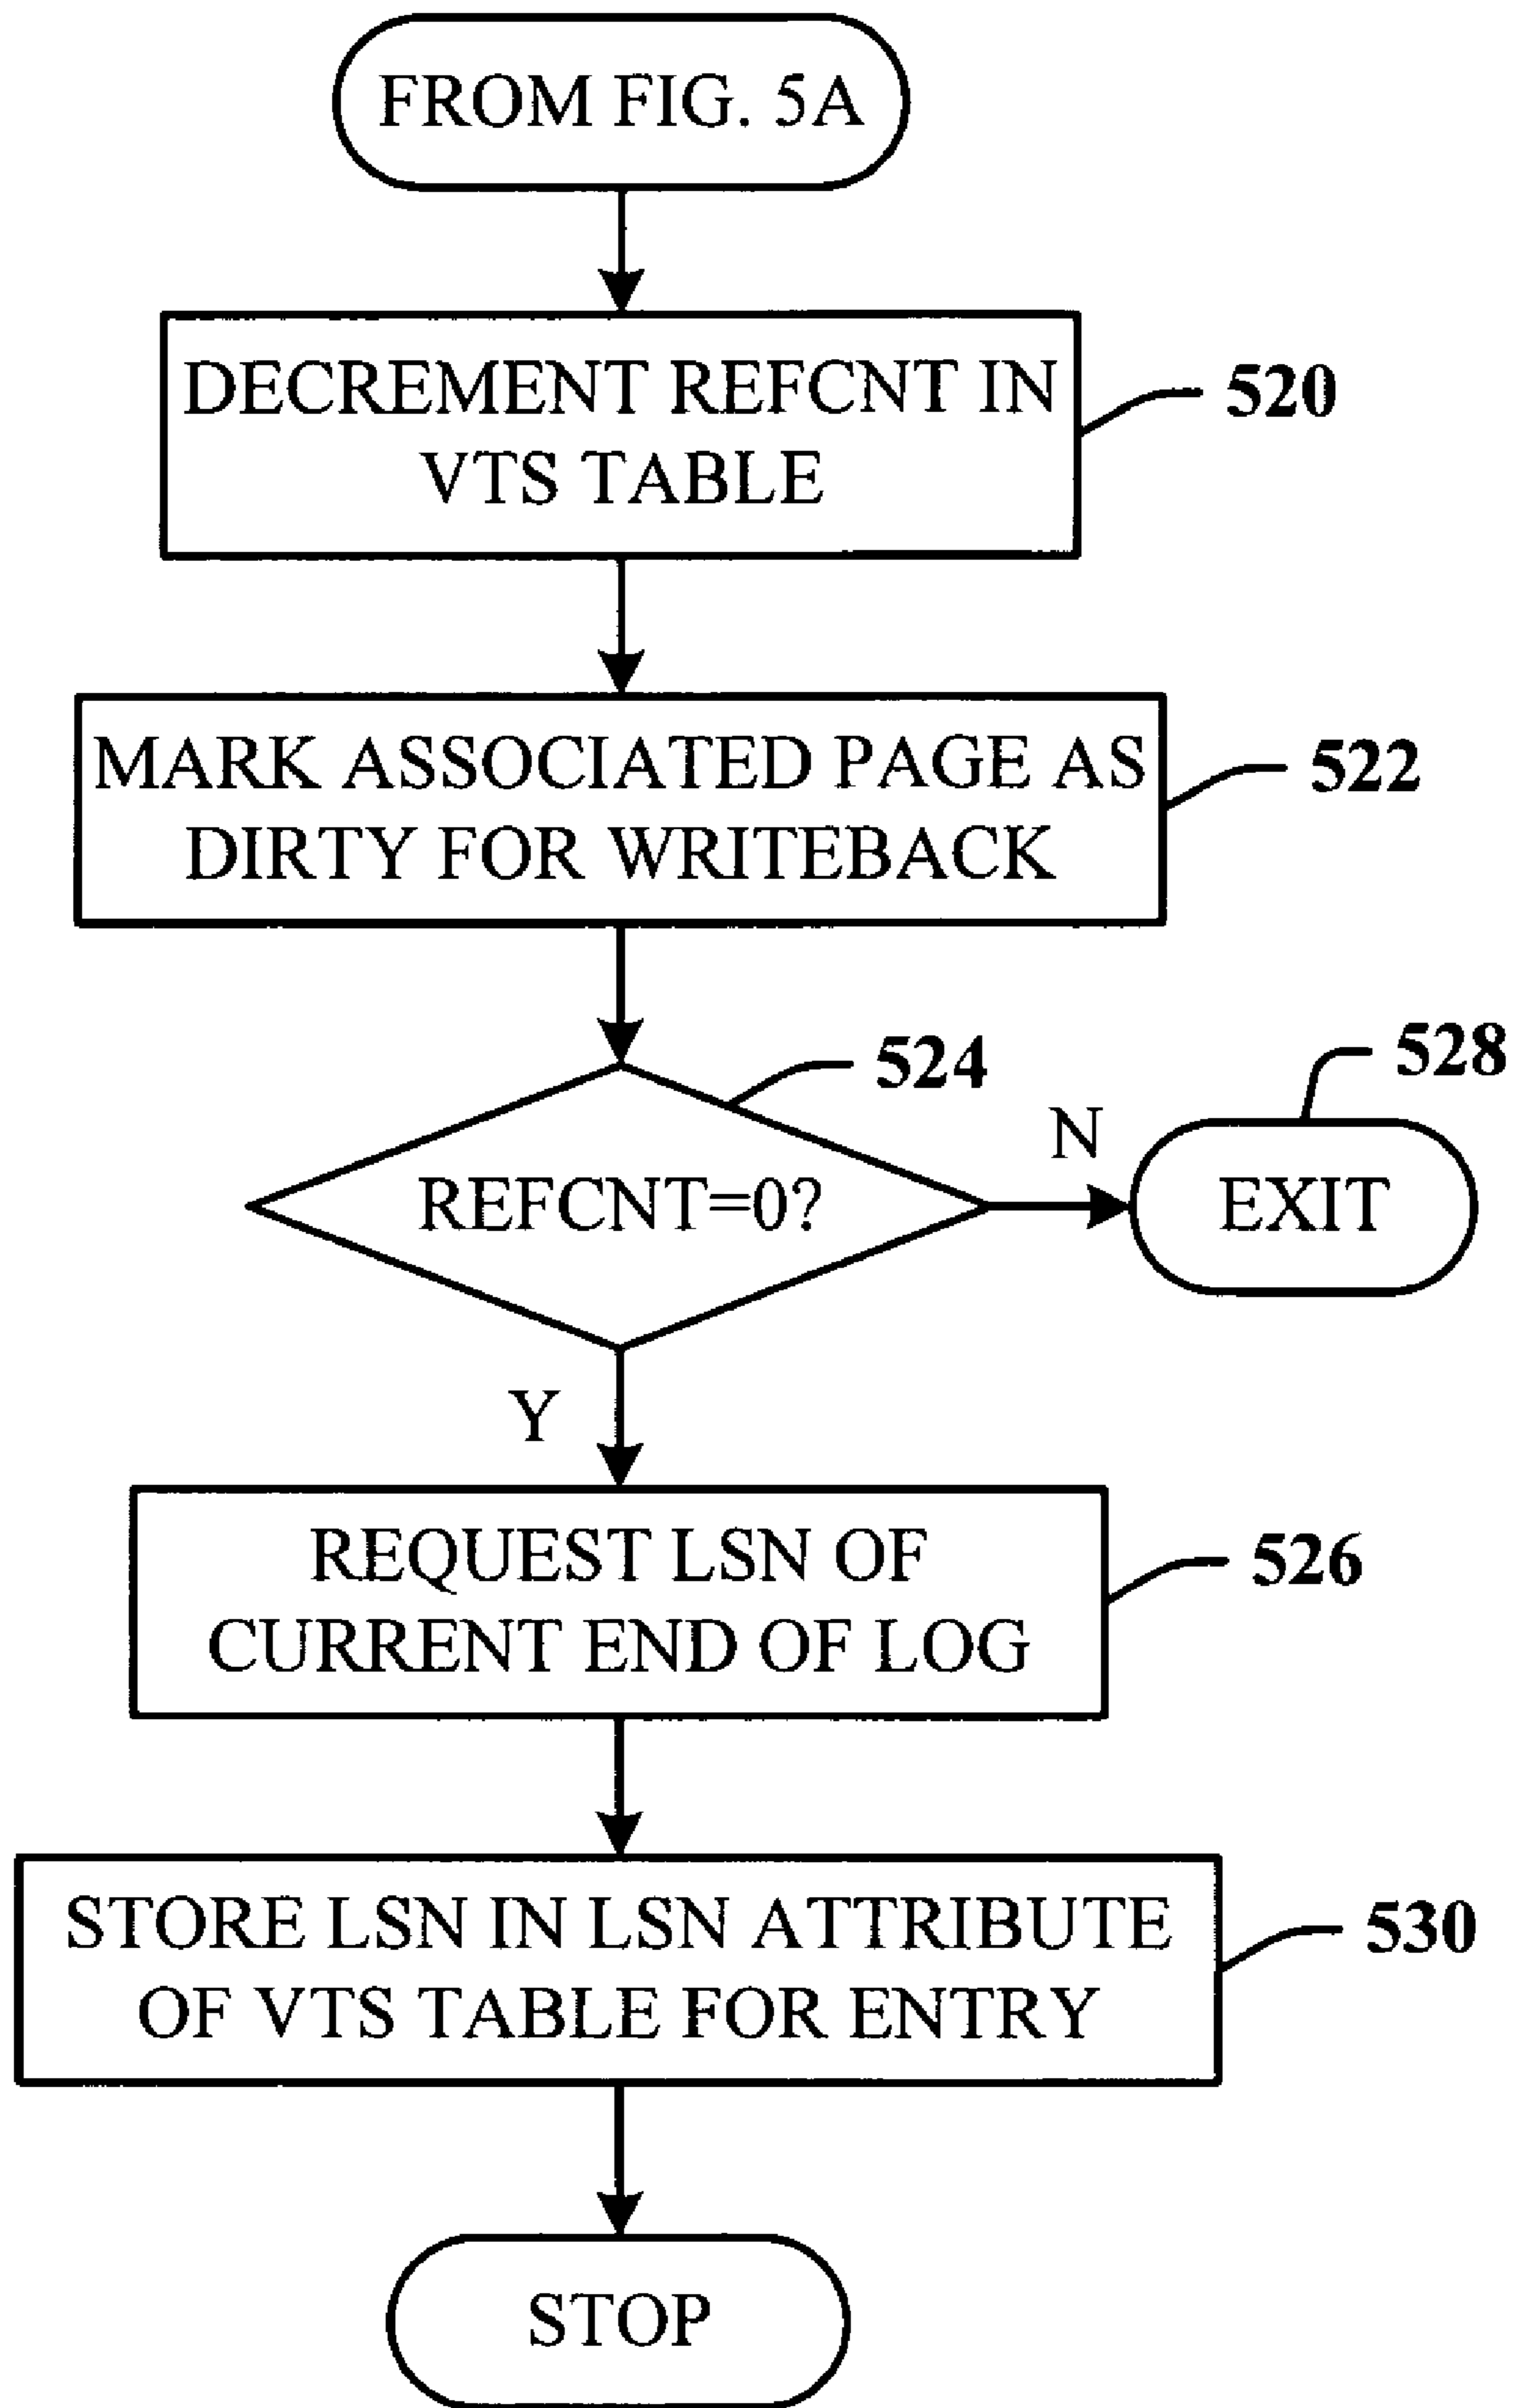 FROM FIG. 5A
DECREMENT REFCNT IN
VTS TABLE
520
MARK ASSOCIATED PAGE AS
DIRTY FOR WRITEBACK
522
524
528
N
REFCNT=0?
EXIT
Y
REQUEST LSN OF
CURRENT END OF LOG
526
STORE LSN IN LSN ATTRIBUTE
OF VTS TABLE FOR ENTRY
530
STOP